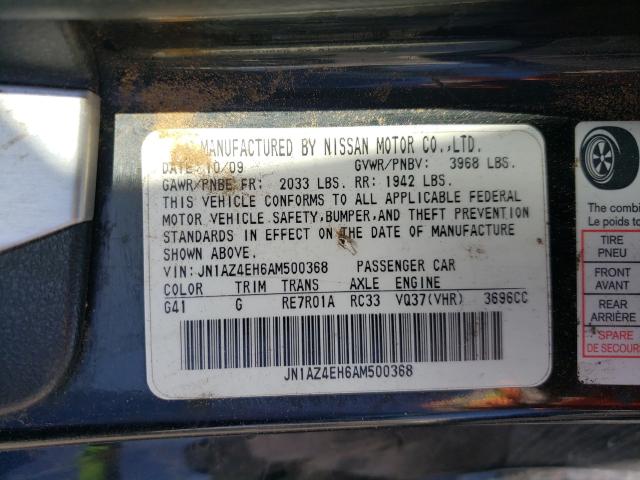 MANUFACTURED BY NISSAN MOTOR CO.,LTD.
DATE: 10/09 GVWR/PNBV: 3968 LBS.
GAWR/PNBE FR: 2033 LBS. RR: 1942 LBS.
THIS VEHICLE CONFORMS TO ALL APPLICABLE FEDERAL
MOTOR VEHICLE SAFETY,BUMPER,AND THEFT PREVENTION
STANDARDS IN EFFECT ON THE DATE OF MANUFACTURE
SHOWN ABOVE.
VIN: JN1AZ4EH6AM500368 PASSENGER CAR
COLOR TRIM TRANS AXLE ENGINE
G41 G RE7R01A RC33 VQ37(VHR) 3696CC
JN1AZ4EH6AM500368
The combi
Le poids to
TIRE
PNEU
FRONT
AVANT
REAR
ARRIÈRE
SPARE
DE SECOURS